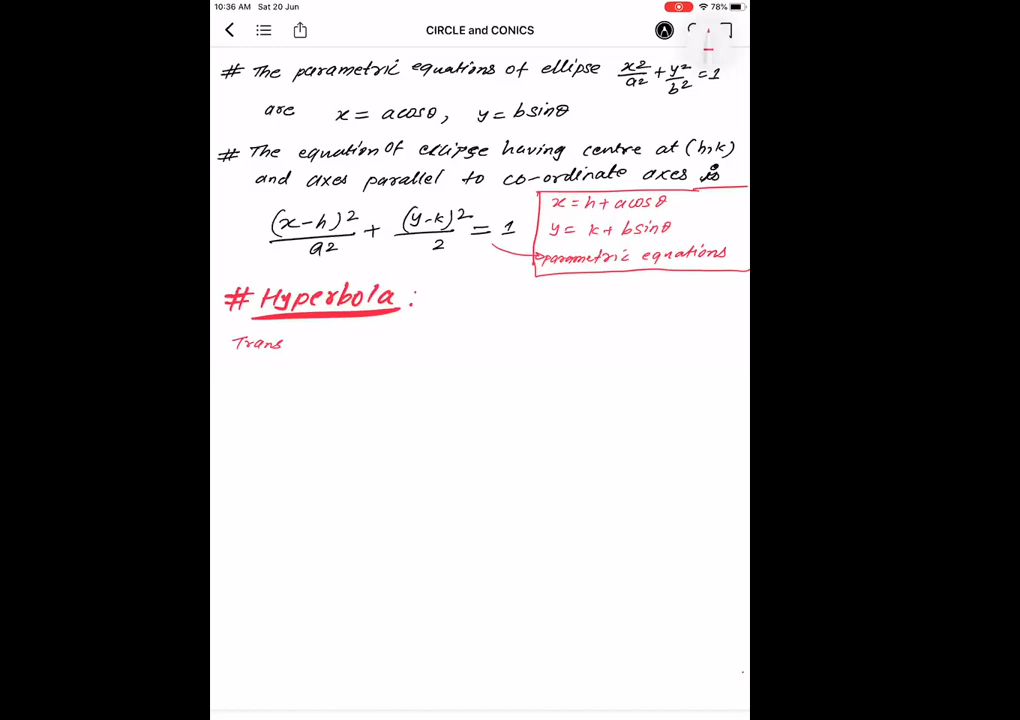 10:36 AM Sat 20 Jun 78%
CIRCLE and CONICS
# The parametric equations of ellipse x²/a² + y²/b² = 1
are x = a cosθ, y = b sinθ
# The equation of ellipse having centre at (h,k)
and axes parallel to co-ordinate axes is
(x-h)²/a² + (y-k)²/2 = 1
x = h + a cosθ
y = k + b sinθ
parametric equations
# Hyperbola :
Trans